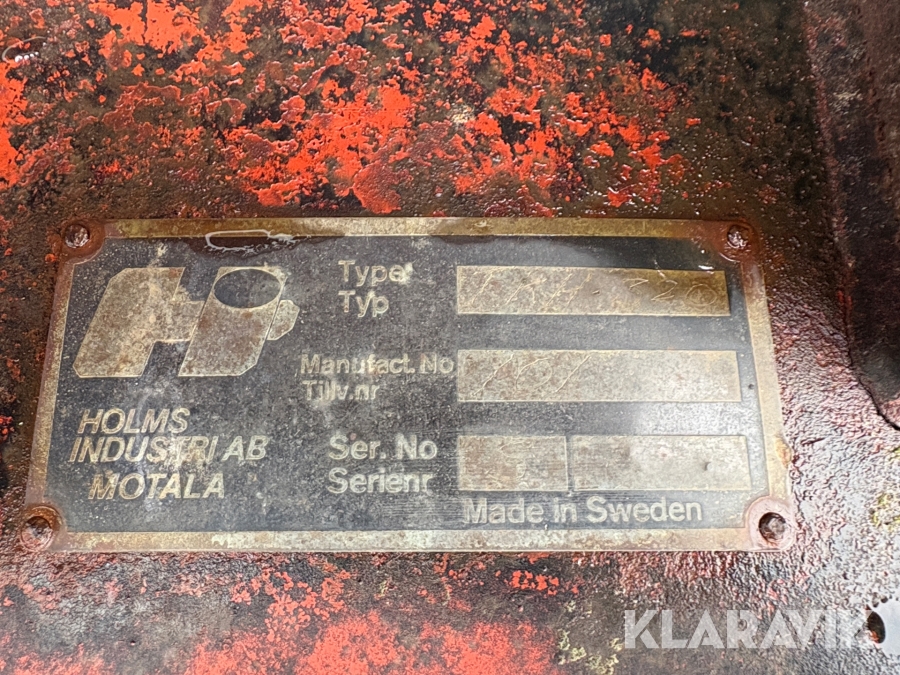 Type
Typ
Manufact. No
Tillv.nr
HOLMS
INDUSTRI AB
MOTALA
Ser. No
Serienr
Made in Sweden
KLARAVIK